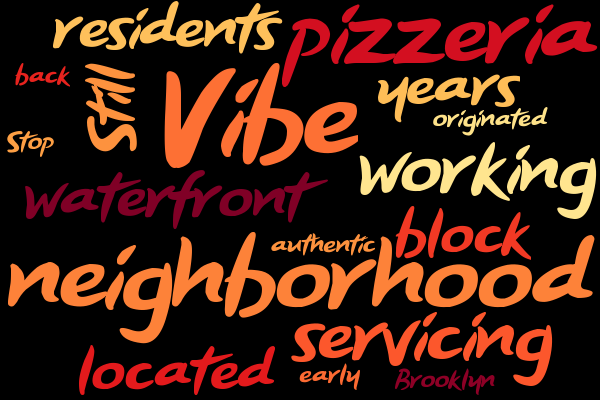 residents
pizzeria
back
Still
Vibe
years
originated
Stop
working
waterfront
authentic
block
neighborhood
servicing
located
early
Brooklyn